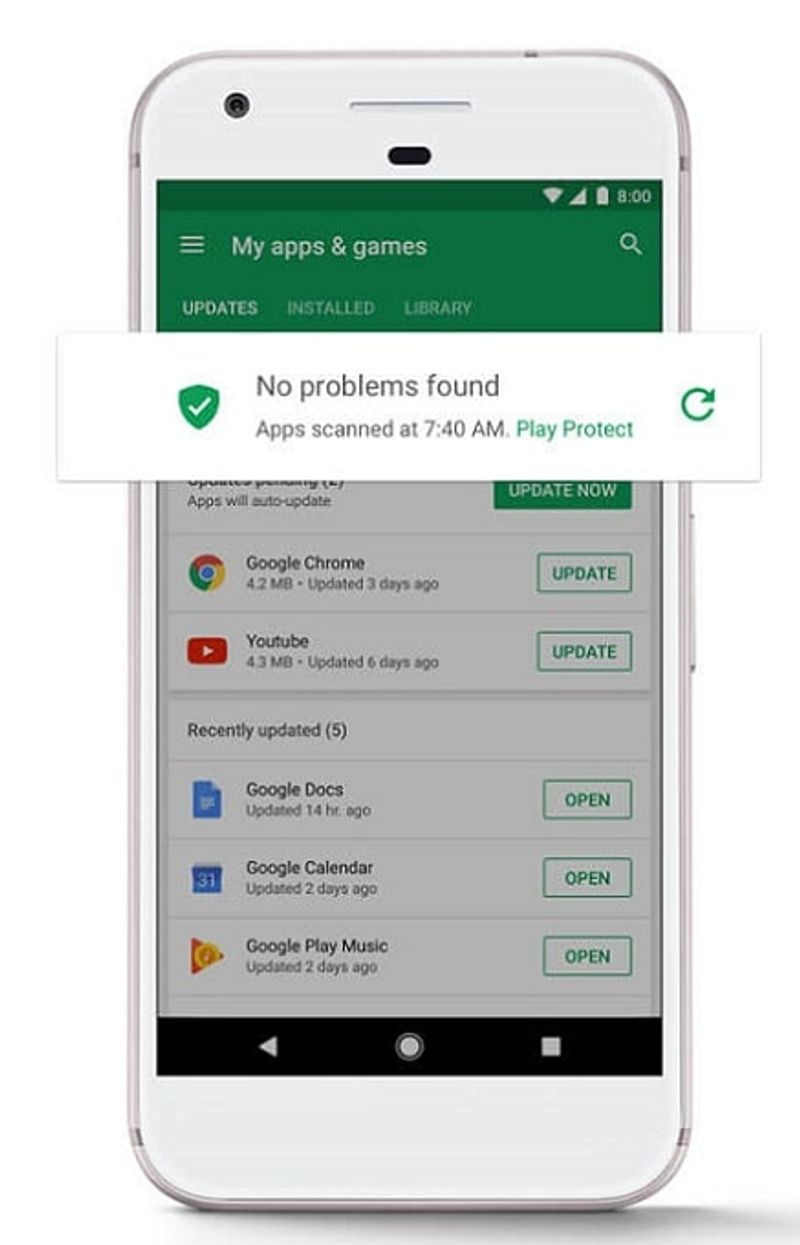 8:00
My apps & games
UPDATES INSTALLED LIBRARY
No problems found
Apps scanned at 7:40 AM. Play Protect
Updates pending (2)
Apps will auto-update
UPDATE NOW
Google Chrome
4.2 MB • Updated 3 days ago
UPDATE
Youtube
4.3 MB • Updated 6 days ago
UPDATE
Recently updated (5)
Google Docs
Updated 14 hr. ago
OPEN
31
Google Calendar
Updated 2 days ago
OPEN
Google Play Music
Updated 2 days ago
OPEN